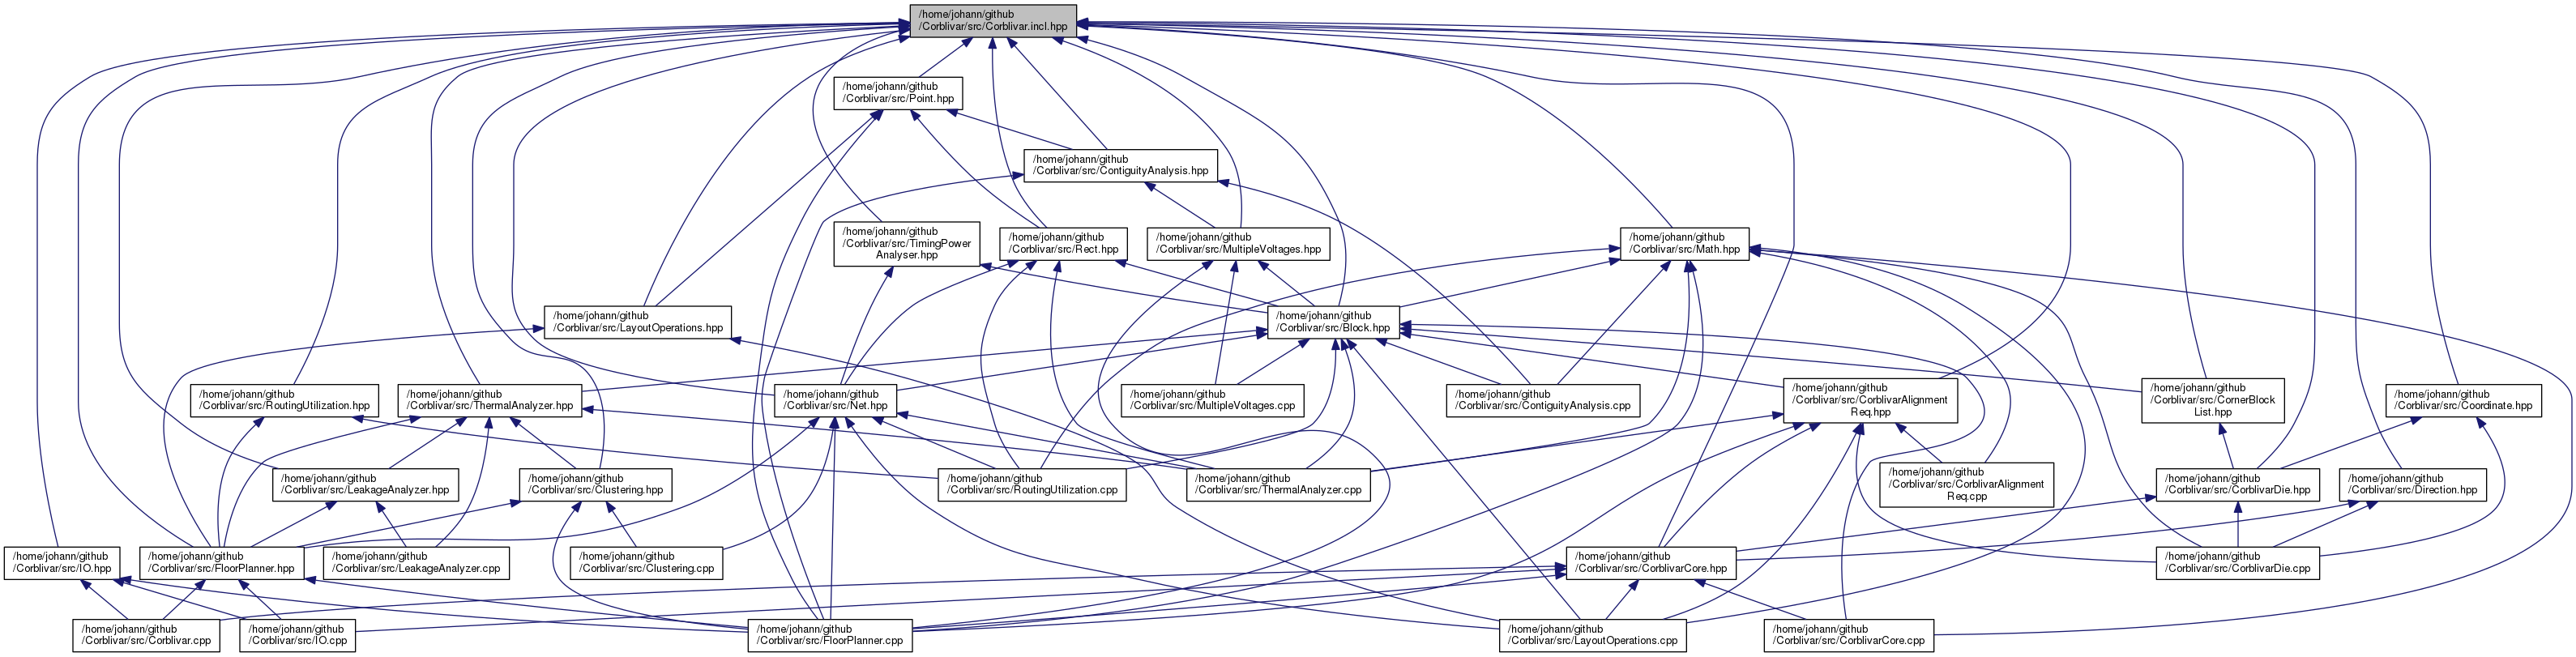 /home/johann/github
/Corblivar/src/Corblivar.incl.hpp
/home/johann/github
/Corblivar/src/Point.hpp
/home/johann/github
/Corblivar/src/ContiguityAnalysis.hpp
/home/johann/github
/Corblivar/src/TimingPower
Analyser.hpp
/home/johann/github
/Corblivar/src/Rect.hpp
/home/johann/github
/Corblivar/src/MultipleVoltages.hpp
/home/johann/github
/Corblivar/src/Math.hpp
/home/johann/github
/Corblivar/src/LayoutOperations.hpp
/home/johann/github
/Corblivar/src/Block.hpp
/home/johann/github
/Corblivar/src/RoutingUtilization.hpp
/home/johann/github
/Corblivar/src/ThermalAnalyzer.hpp
/home/johann/github
/Corblivar/src/Net.hpp
/home/johann/github
/Corblivar/src/MultipleVoltages.cpp
/home/johann/github
/Corblivar/src/ContiguityAnalysis.cpp
/home/johann/github
/Corblivar/src/CorblivarAlignment
Req.hpp
/home/johann/github
/Corblivar/src/CornerBlock
List.hpp
/home/johann/github
/Corblivar/src/Coordinate.hpp
/home/johann/github
/Corblivar/src/LeakageAnalyzer.hpp
/home/johann/github
/Corblivar/src/Clustering.hpp
/home/johann/github
/Corblivar/src/RoutingUtilization.cpp
/home/johann/github
/Corblivar/src/ThermalAnalyzer.cpp
/home/johann/github
/Corblivar/src/CorblivarAlignment
Req.cpp
/home/johann/github
/Corblivar/src/CorblivarDie.hpp
/home/johann/github
/Corblivar/src/Direction.hpp
/home/johann/github
/Corblivar/src/IO.hpp
/home/johann/github
/Corblivar/src/FloorPlanner.hpp
/home/johann/github
/Corblivar/src/LeakageAnalyzer.cpp
/home/johann/github
/Corblivar/src/Clustering.cpp
/home/johann/github
/Corblivar/src/CorblivarCore.hpp
/home/johann/github
/Corblivar/src/CorblivarDie.cpp
/home/johann/github
/Corblivar/src/Corblivar.cpp
/home/johann/github
/Corblivar/src/IO.cpp
/home/johann/github
/Corblivar/src/FloorPlanner.cpp
/home/johann/github
/Corblivar/src/LayoutOperations.cpp
/home/johann/github
/Corblivar/src/CorblivarCore.cpp